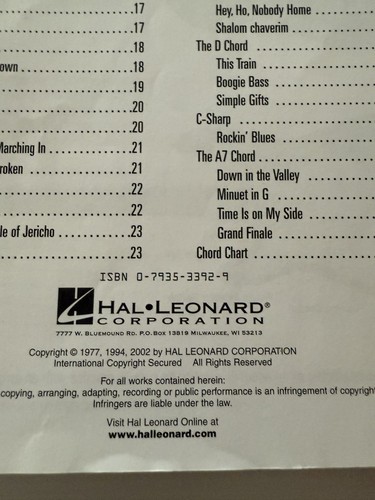 17
17
18
own 18
19
20
20
Marching In 21
roken 21
22
22
le of Jericho 23
23
Hey, Ho, Nobody Home
Shalom chaverim
The D Chord
This Train
Boogie Bass
Simple Gifts
C-Sharp
Rockin' Blues
The A7 Chord
Down in the Valley
Minuet in G
Time Is on My Side
Grand Finale
Chord Chart
ISBN 0-7935-3392-9
HAL•LEONARD®
CORPORATION
7777 W. BLUEMOUND RD. P.O. BOX 13819 MILWAUKEE, WI 53213
Copyright © 1977, 1994, 2002 by HAL LEONARD CORPORATION
International Copyright Secured All Rights Reserved
For all works contained herein:
copying, arranging, adapting, recording or public performance is an infringement of copyright
Infringers are liable under the law.
Visit Hal Leonard Online at
www.halleonard.com